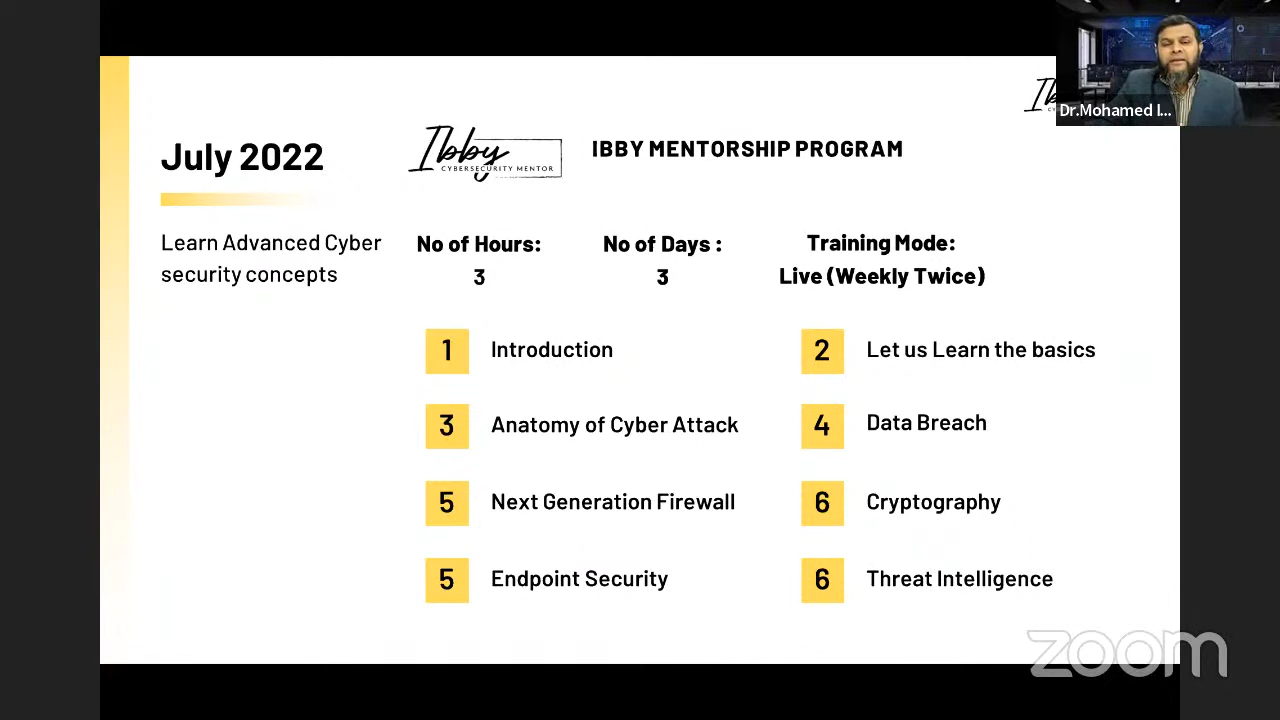 Dr.Mohamed I...
July 2022
Ibby
CYBERSECURITY MENTOR
IBBY MENTORSHIP PROGRAM
Learn Advanced Cyber
security concepts
No of Hours:
3
No of Days :
3
Training Mode:
Live (Weekly Twice)
1 Introduction
2 Let us Learn the basics
3 Anatomy of Cyber Attack
4 Data Breach
5 Next Generation Firewall
6 Cryptography
5 Endpoint Security
6 Threat Intelligence
zoom